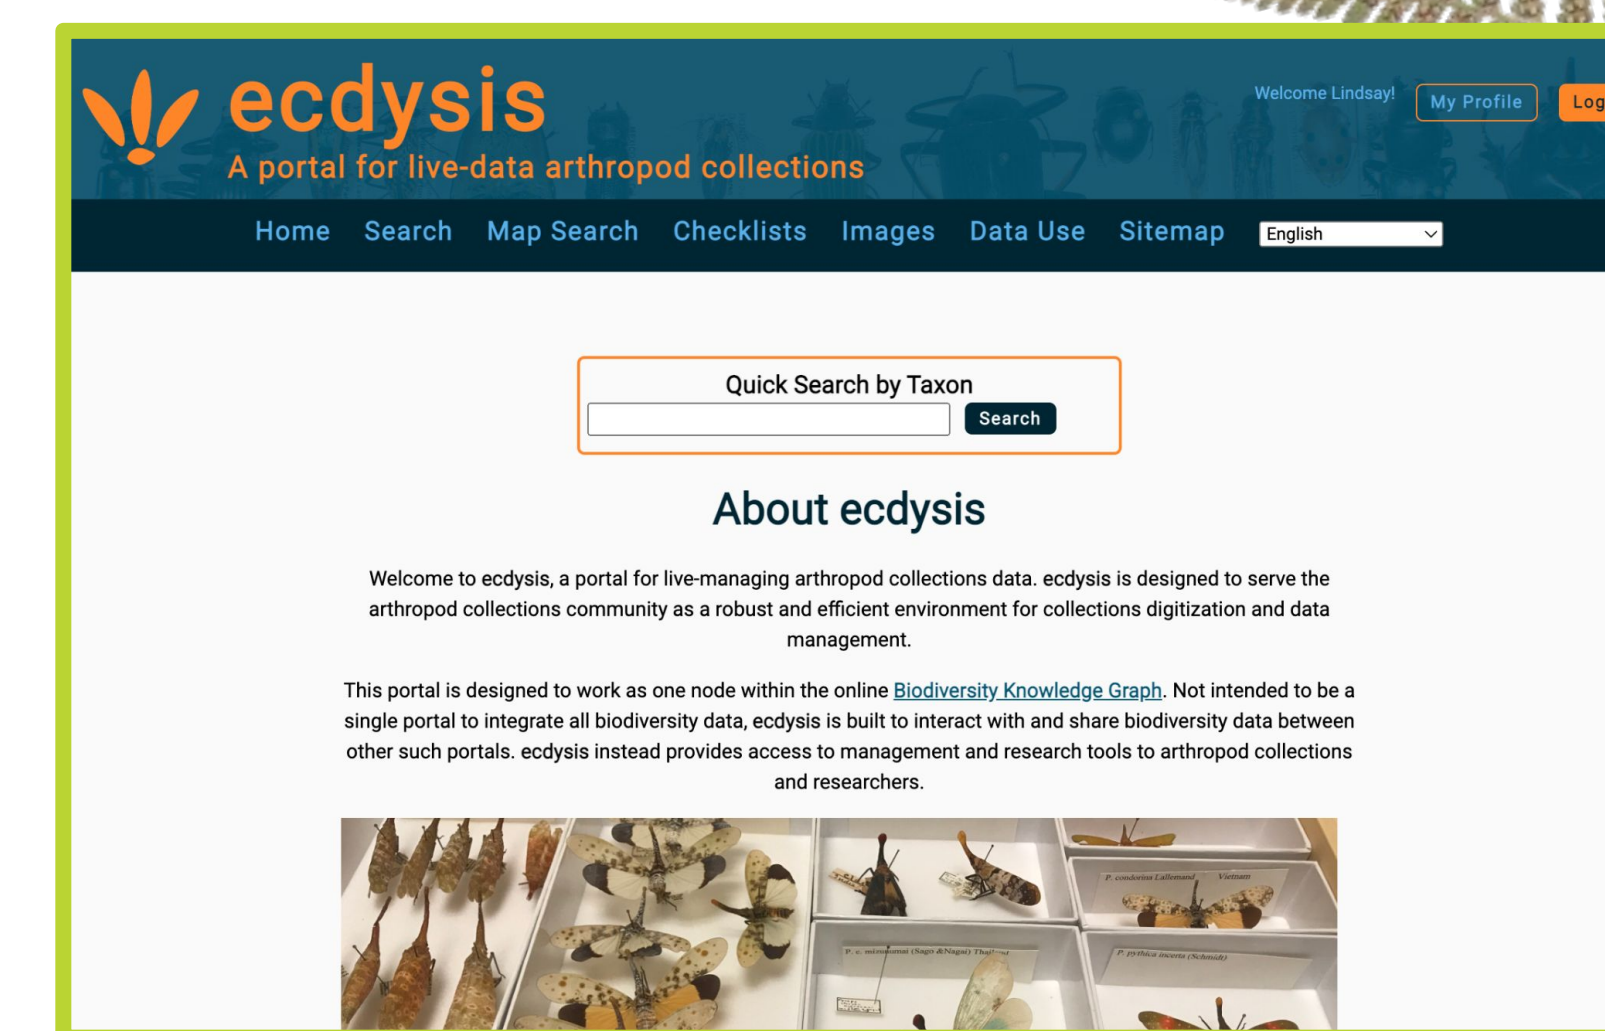 ecdysis
A portal for live-data arthropod collections
Welcome Lindsay!
My Profile
Log
Home Search Map Search Checklists Images Data Use Sitemap English
Quick Search by Taxon
Search
About ecdysis
Welcome to ecdysis, a portal for live-managing arthropod collections data. ecdysis is designed to serve the
arthropod collections community as a robust and efficient environment for collections digitization and data
management.
This portal is designed to work as one node within the online Biodiversity Knowledge Graph. Not intended to be a
single portal to integrate all biodiversity data, ecdysis is built to interact with and share biodiversity data between
other such portals. ecdysis instead provides access to management and research tools to arthropod collections
and researchers.
P. condorina Lallemand Vietnam
P. c. (Sago & Nagai)
P. pythica incerta (Schmidt)